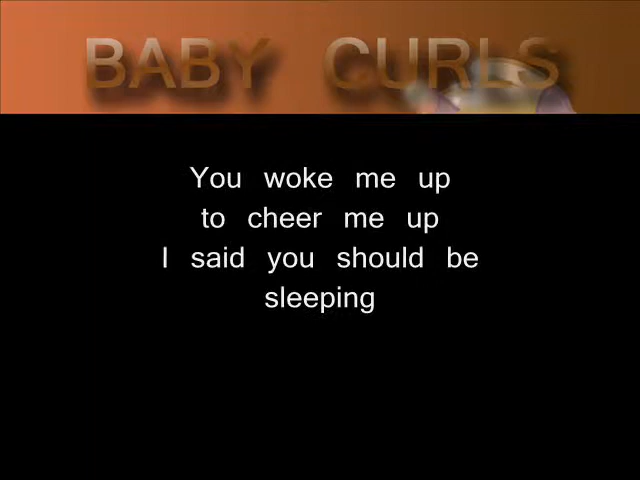 BABY CURLS
You woke me up
to cheer me up
I said you should be
sleeping